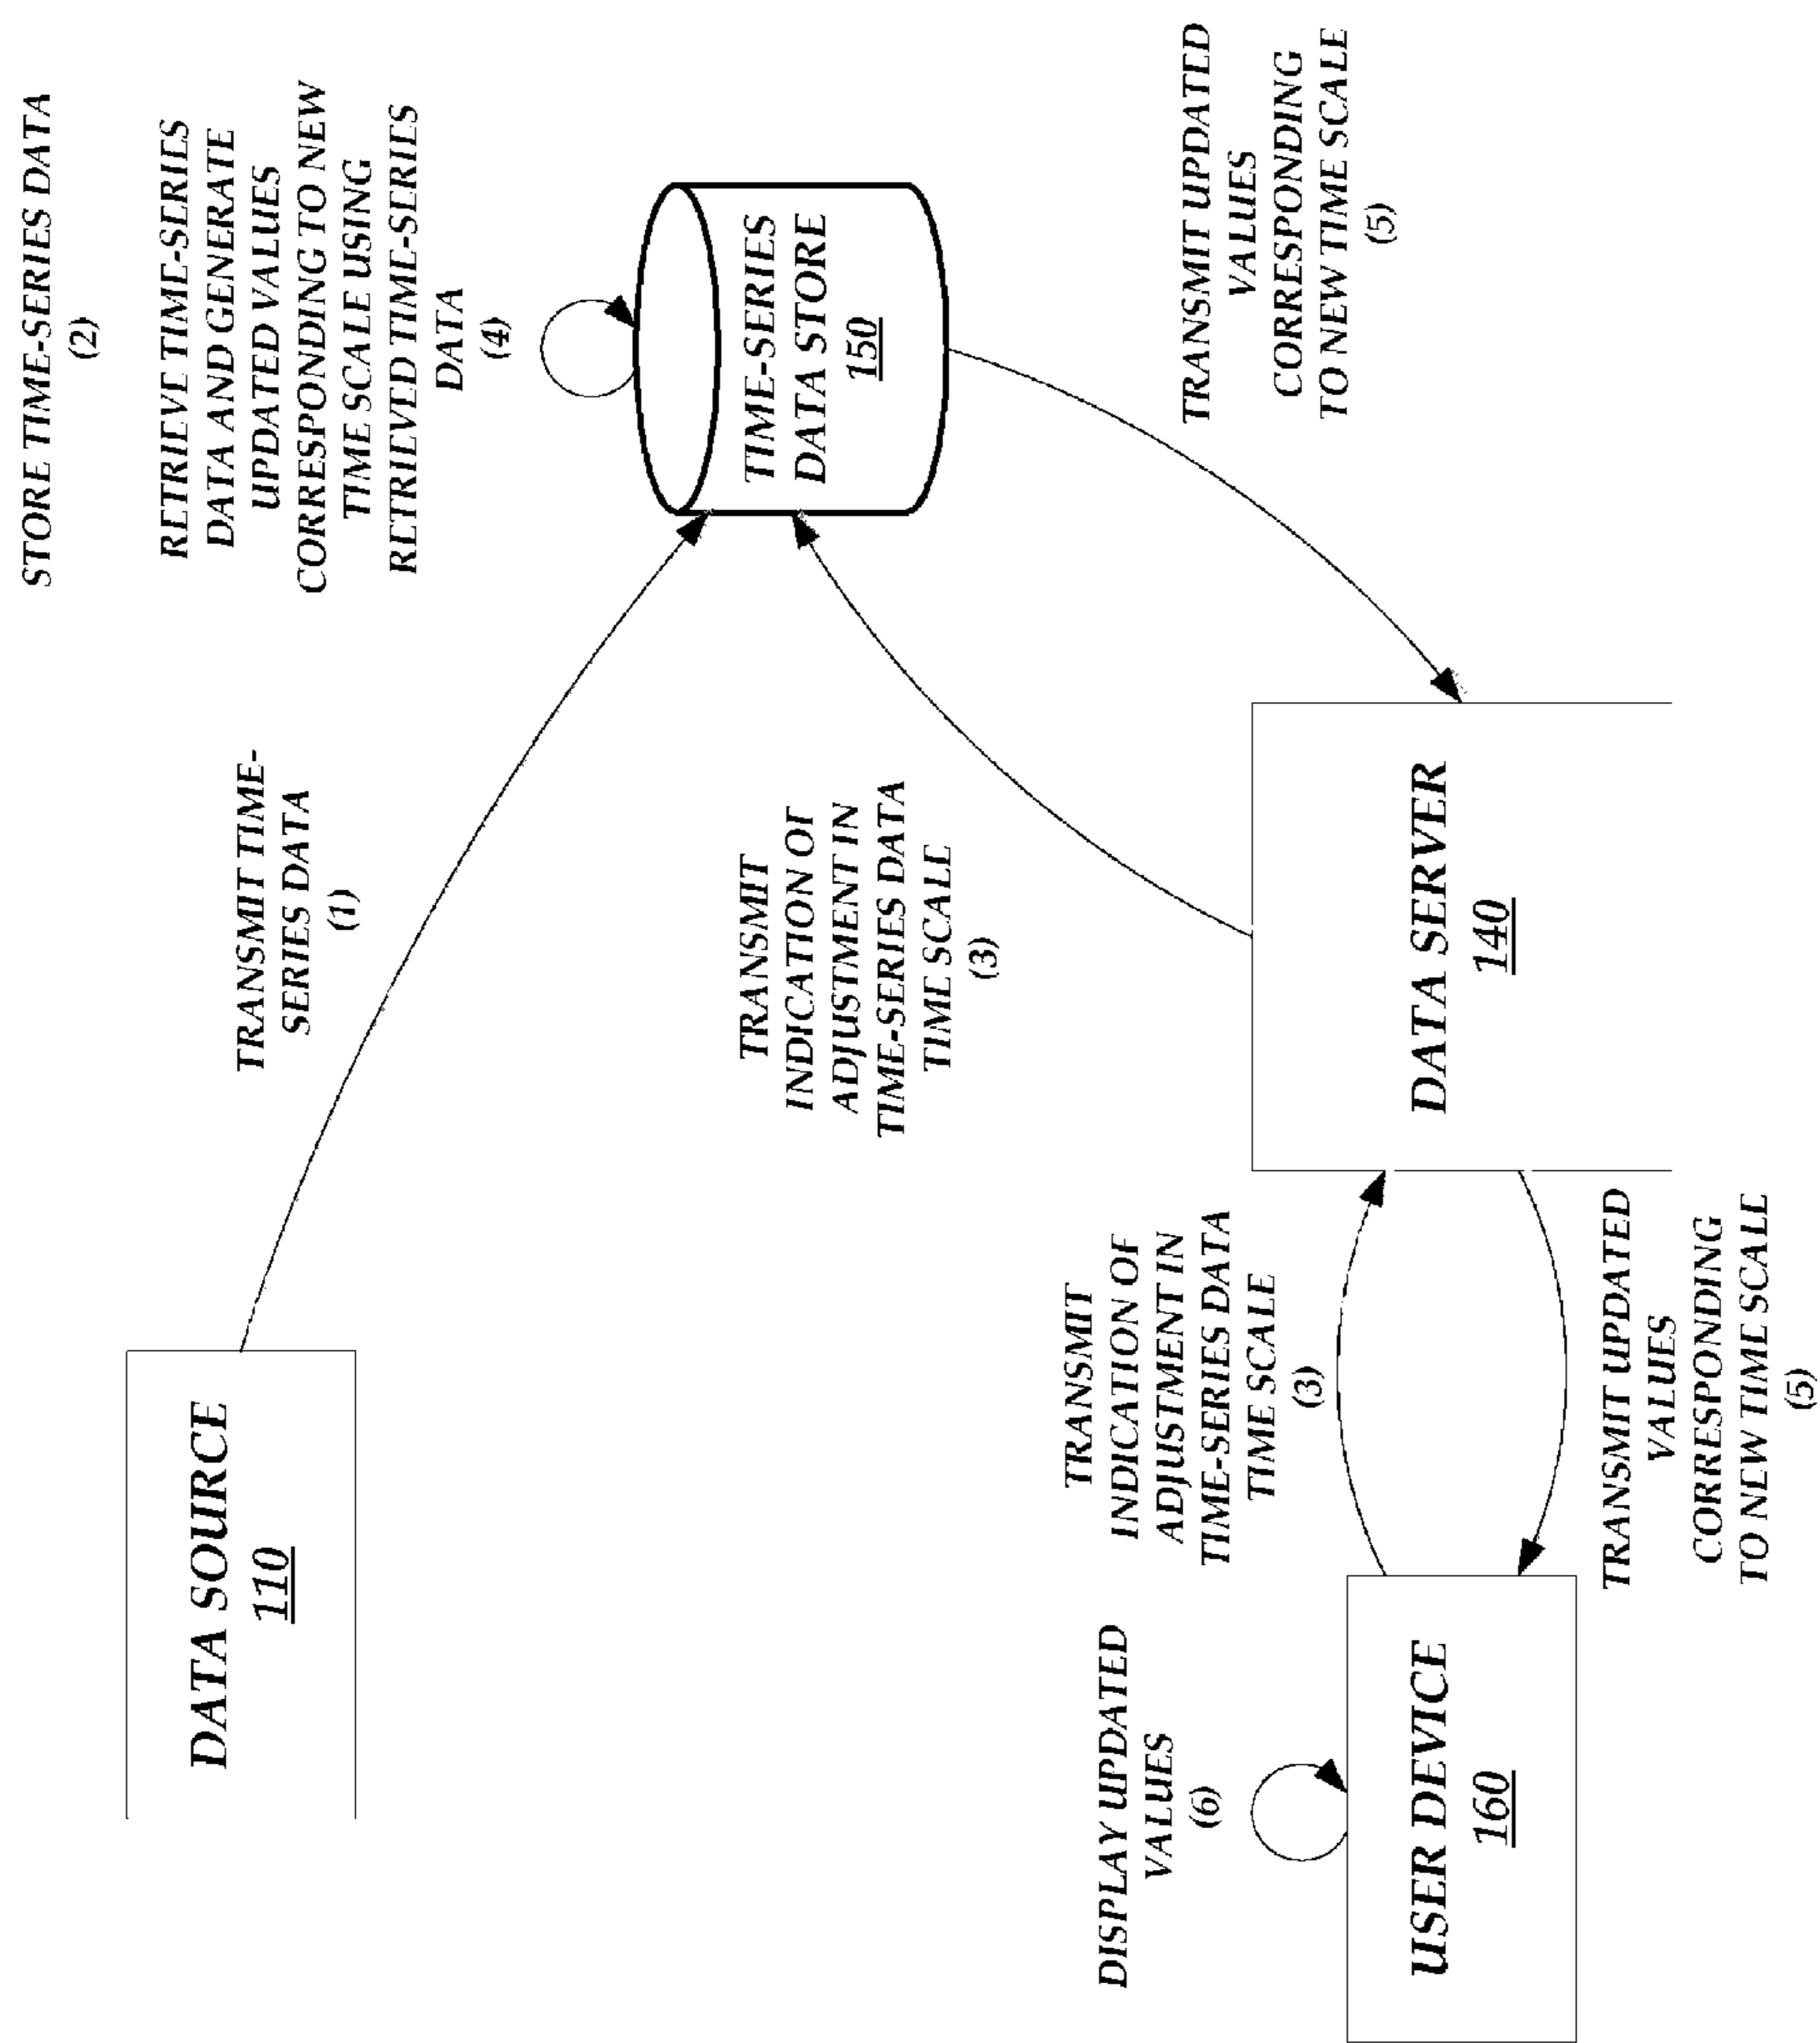 STORE TIME-SERIES DATA
(2)
RETRIEVE TIME-SERIES
DATA AND GENERATE
UPDATED VALUES
CORRESPONDING TO NEW
TIME SCALE USING
RETRIEVED TIME-SERIES
DATA
(4)
TRANSMIT TIME-
SERIES DATA
(1)
DATA SOURCE
110
TIME-SERIES
DATA STORE
150
TRANSMIT
INDICATION OF
ADJUSTMENT IN
TIME-SERIES DATA
TIME SCALE
(3)
TRANSMIT UPDATED
VALUES
CORRESPONDING
TO NEW TIME SCALE
(5)
DISPLAY UPDATED
VALUES
(6)
USER DEVICE
160
TRANSMIT
INDICATION OF
ADJUSTMENT IN
TIME-SERIES DATA
TIME SCALE
(3)
DATA SERVER
140
TRANSMIT UPDATED
VALUES
CORRESPONDING
TO NEW TIME SCALE
(5)